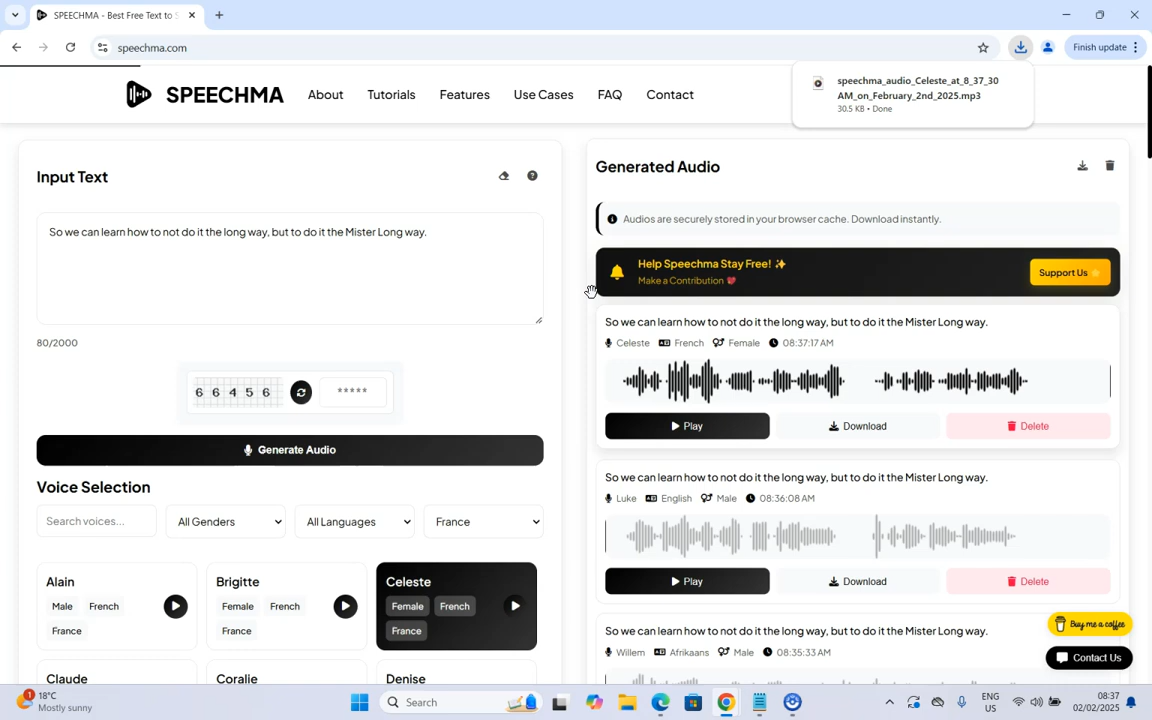 SPEECHMA - Best Free Text to S
speechma.com
Finish update
speechma_audio_Celeste_at_8_37_30
AM_on_February_2nd_2025.mp3
30.5 KB • Done
SPEECHMA
About
Tutorials
Features
Use Cases
FAQ
Contact
Input Text
So we can learn how to not do it the long way, but to do it the Mister Long way.
80/2000
6 6 4 5 6
*****
Generate Audio
Voice Selection
Search voices...
All Genders
All Languages
France
Alain
Male French
France
Brigitte
Female French
France
Celeste
Female French
France
Claude
Coralie
Denise
Generated Audio
Audios are securely stored in your browser cache. Download instantly.
Help Speechma Stay Free! ✨
Make a Contribution
Support Us
So we can learn how to not do it the long way, but to do it the Mister Long way.
Celeste French Female 08:37:17 AM
Play
Download
Delete
So we can learn how to not do it the long way, but to do it the Mister Long way.
Luke English Male 08:36:08 AM
Play
Download
Delete
So we can learn how to not do it the long way, but to do it the Mister Long way.
Willem Afrikaans Male 08:35:33 AM
Buy me a coffee
Contact Us
1
18°C
Mostly sunny
Search
ENG
US
08:37
02/02/2025